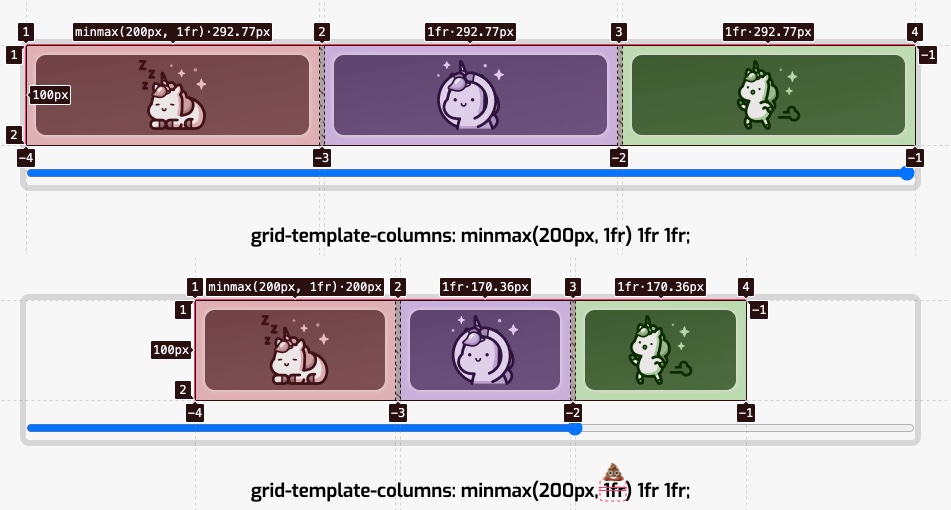 1 minmax(200px, 1fr)·292.77px 2 1fr·292.77px 3 1fr·292.77px 4
1 −1
z z z
100px
2
−4 −3 −2 −1
grid-template-columns: minmax(200px, 1fr) 1fr 1fr;
1 minmax(200px, 1fr)·200px 2 1fr·170.36px 3 1fr·170.36px 4
1 −1
z z z
100px
2
−4 −3 −2 −1
grid-template-columns: minmax(200px, 1fr) 1fr 1fr;